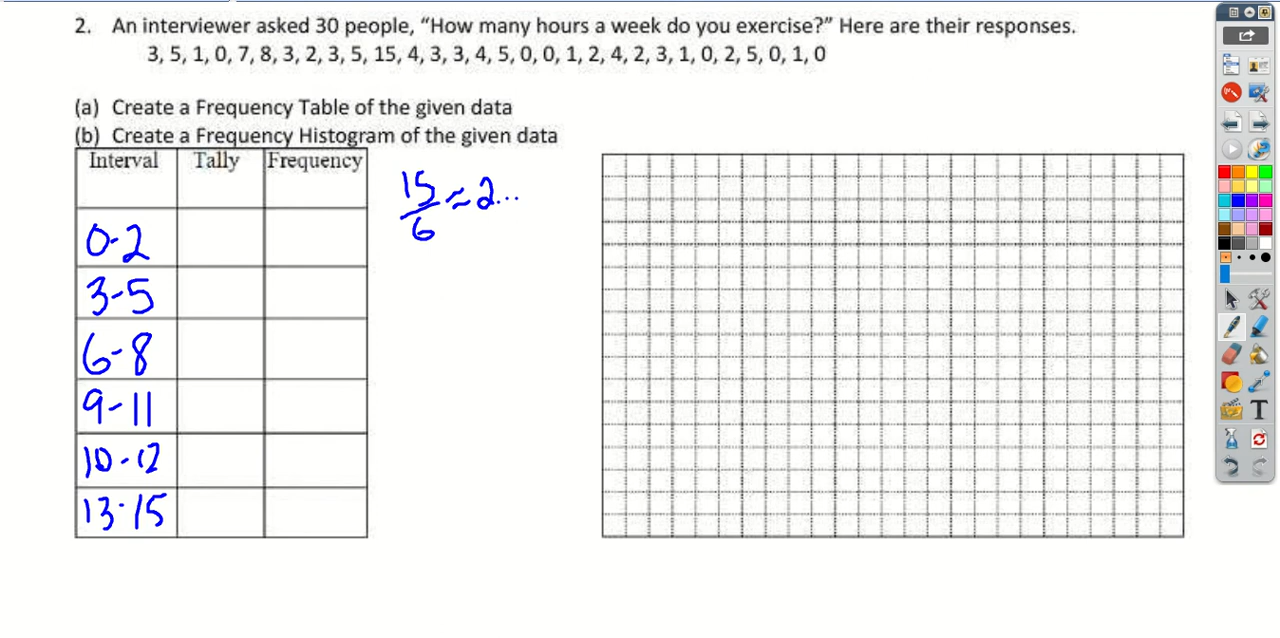 2. An interviewer asked 30 people, “How many hours a week do you exercise?” Here are their responses.
3, 5, 1, 0, 7, 8, 3, 2, 3, 5, 15, 4, 3, 3, 4, 5, 0, 0, 1, 2, 4, 2, 3, 1, 0, 2, 5, 0, 1, 0
(a) Create a Frequency Table of the given data
(b) Create a Frequency Histogram of the given data
Interval Tally Frequency
15/6 ≈ 2...
0-2
3-5
6-8
9-11
10-12
13-15
T